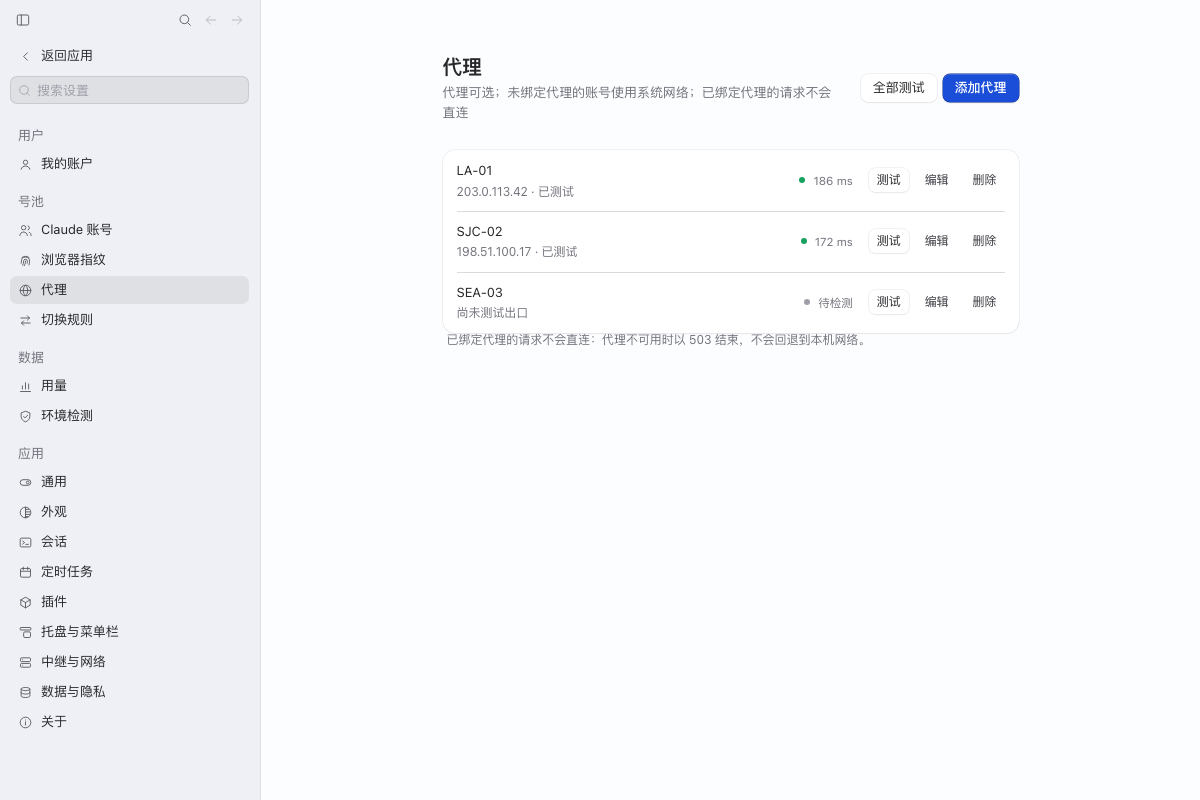 返回应用
搜索设置
用户
我的账户
号池
Claude 账号
浏览器指纹
代理
切换规则
数据
用量
环境检测
应用
通用
外观
会话
定时任务
插件
托盘与菜单栏
中继与网络
数据与隐私
关于
代理
代理可选；未绑定代理的账号使用系统网络；已绑定代理的请求不会
直连
全部测试
添加代理
LA-01
203.0.113.42 · 已测试
186 ms
测试
编辑
删除
SJC-02
198.51.100.17 · 已测试
172 ms
测试
编辑
删除
SEA-03
尚未测试出口
待检测
测试
编辑
删除
已绑定代理的请求不会直连：代理不可用时以 503 结束，不会回退到本机网络。